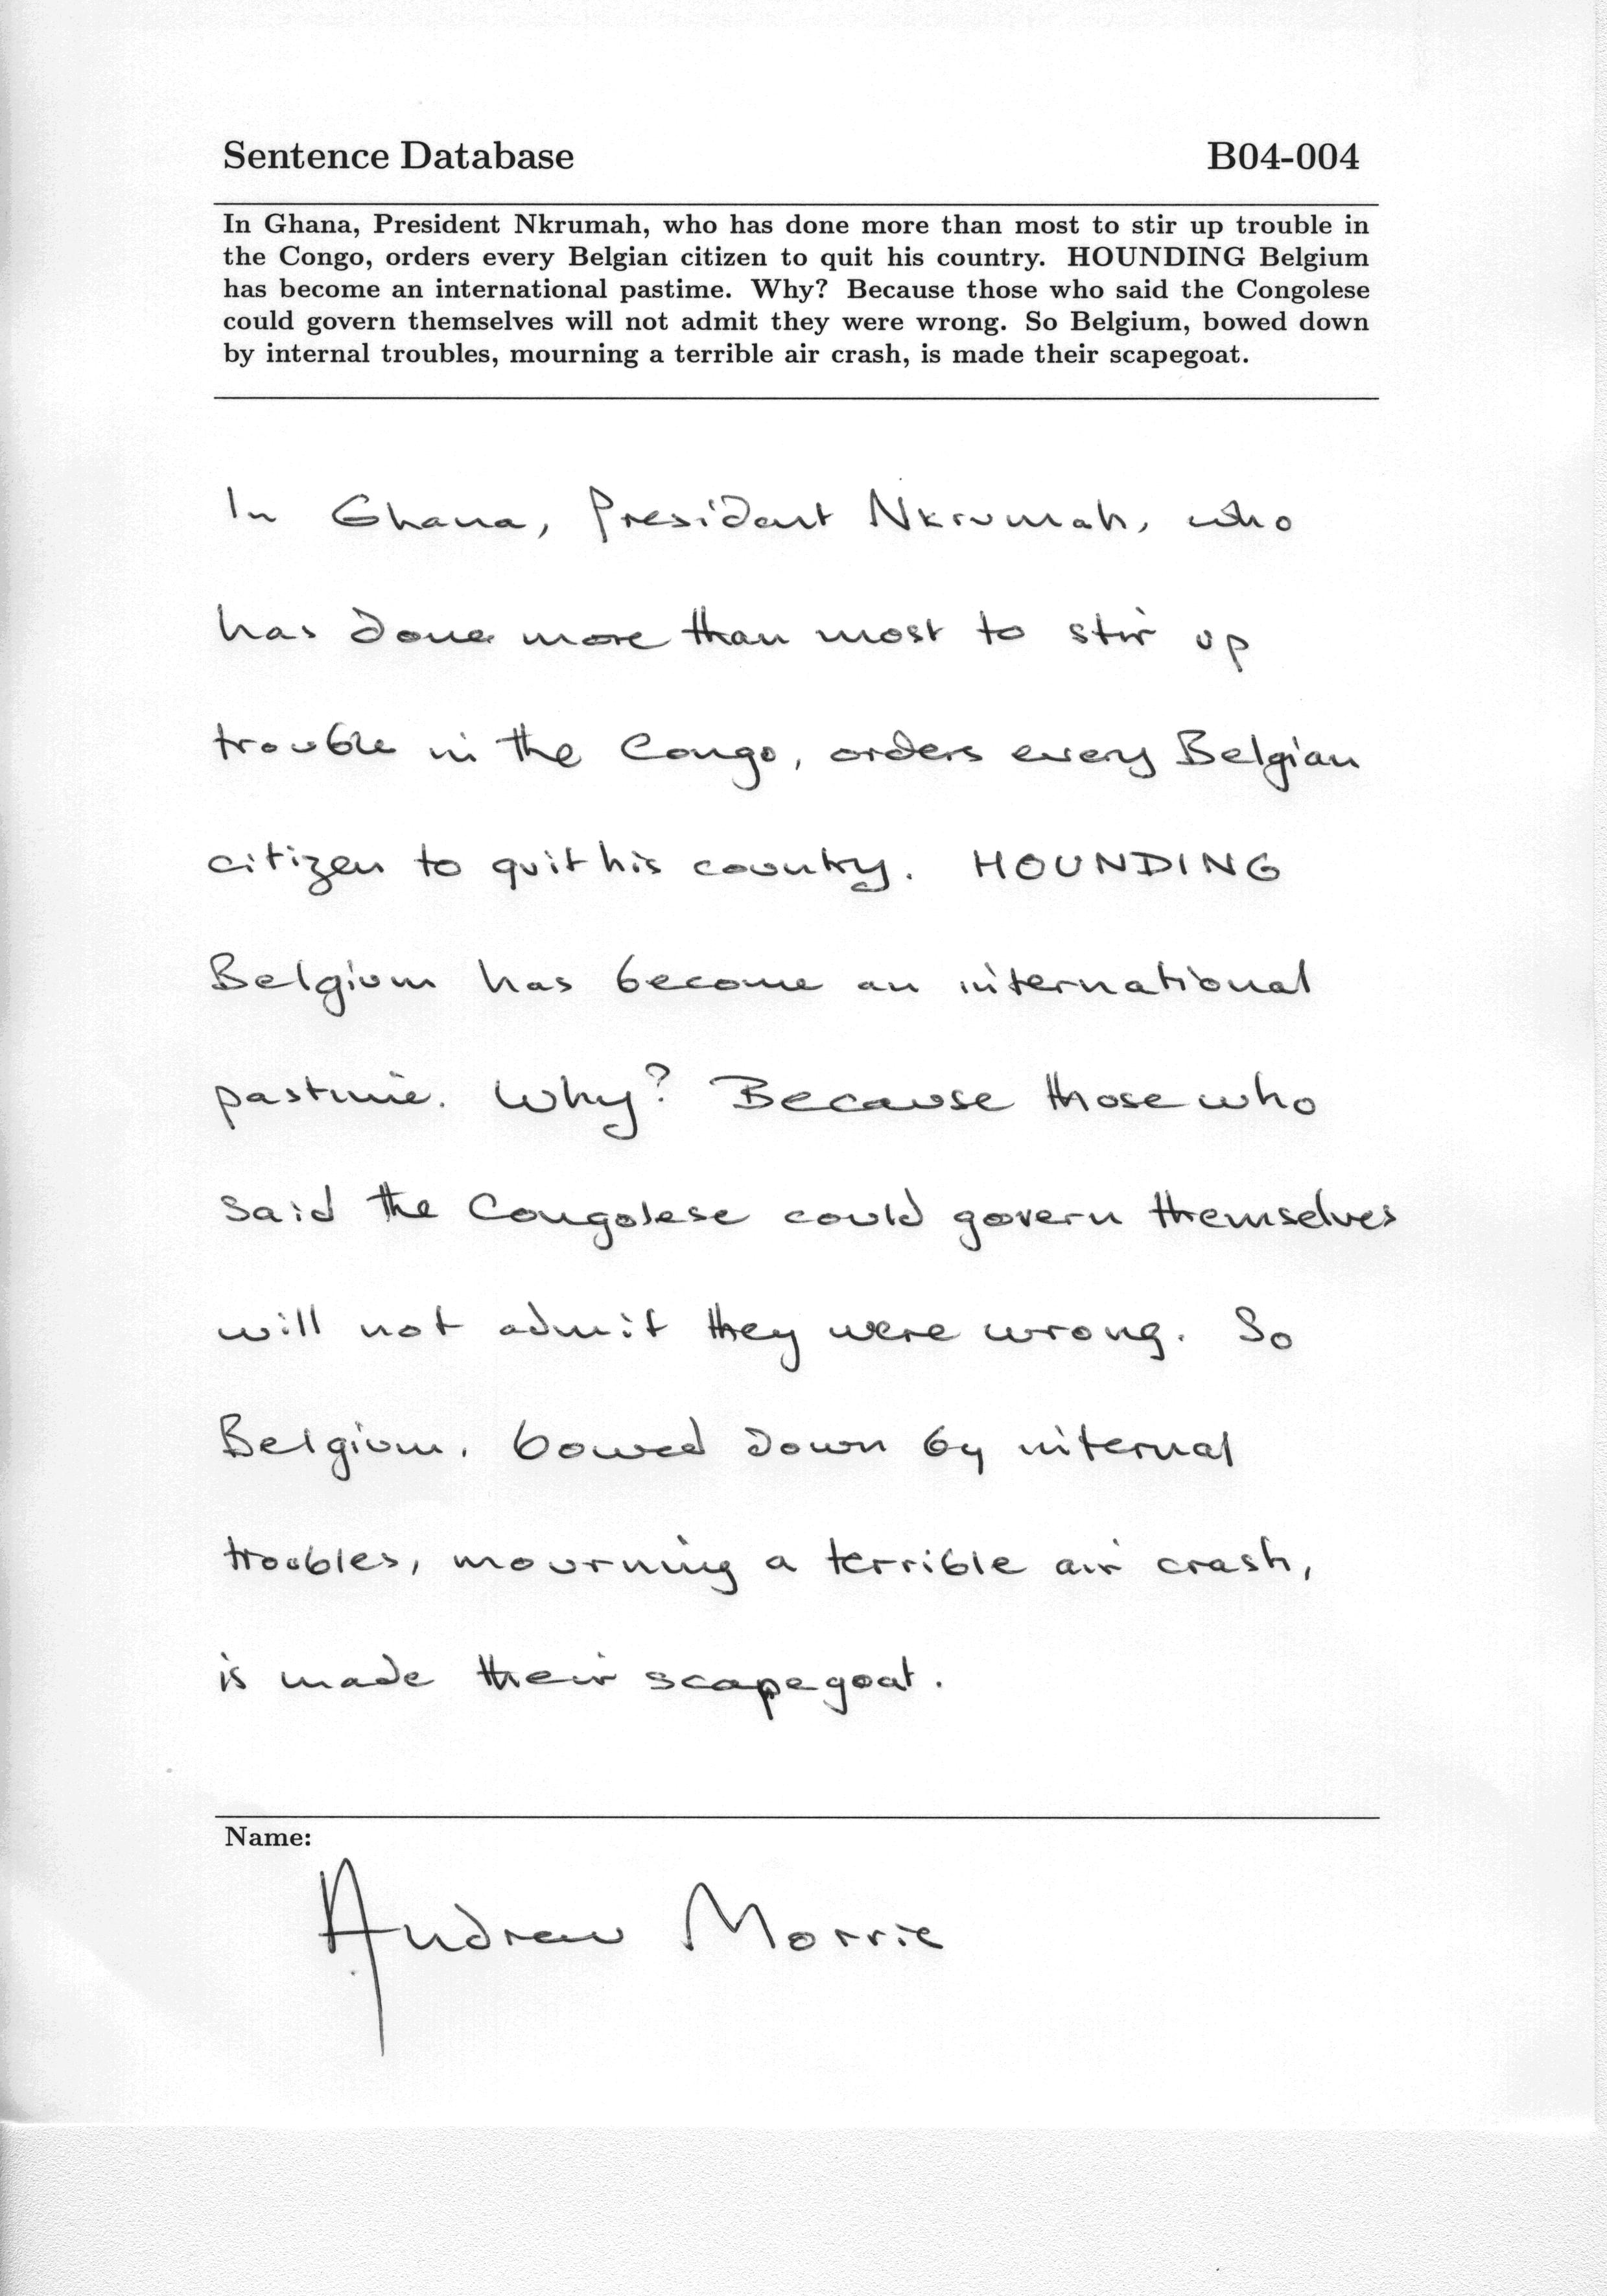 Sentence Database B04-004
In Ghana, President Nkrumah, who has done more than most to stir up trouble in
the Congo, orders every Belgian citizen to quit his country. HOUNDING Belgium
has become an international pastime. Why? Because those who said the Congolese
could govern themselves will not admit they were wrong. So Belgium, bowed down
by internal troubles, mourning a terrible air crash, is made their scapegoat.
In Ghana, President Nkrumah, who
has done more than most to stir up
trouble in the Congo, orders every Belgian
citizen to quit his country. HOUNDING
Belgium has become an international
pastime. Why? Because those who
said the Congolese could govern themselves
will not admit they were wrong. So
Belgium, bowed down by internal
troubles, mourning a terrible air crash,
is made their scapegoat.
Name:
Andrew Morris